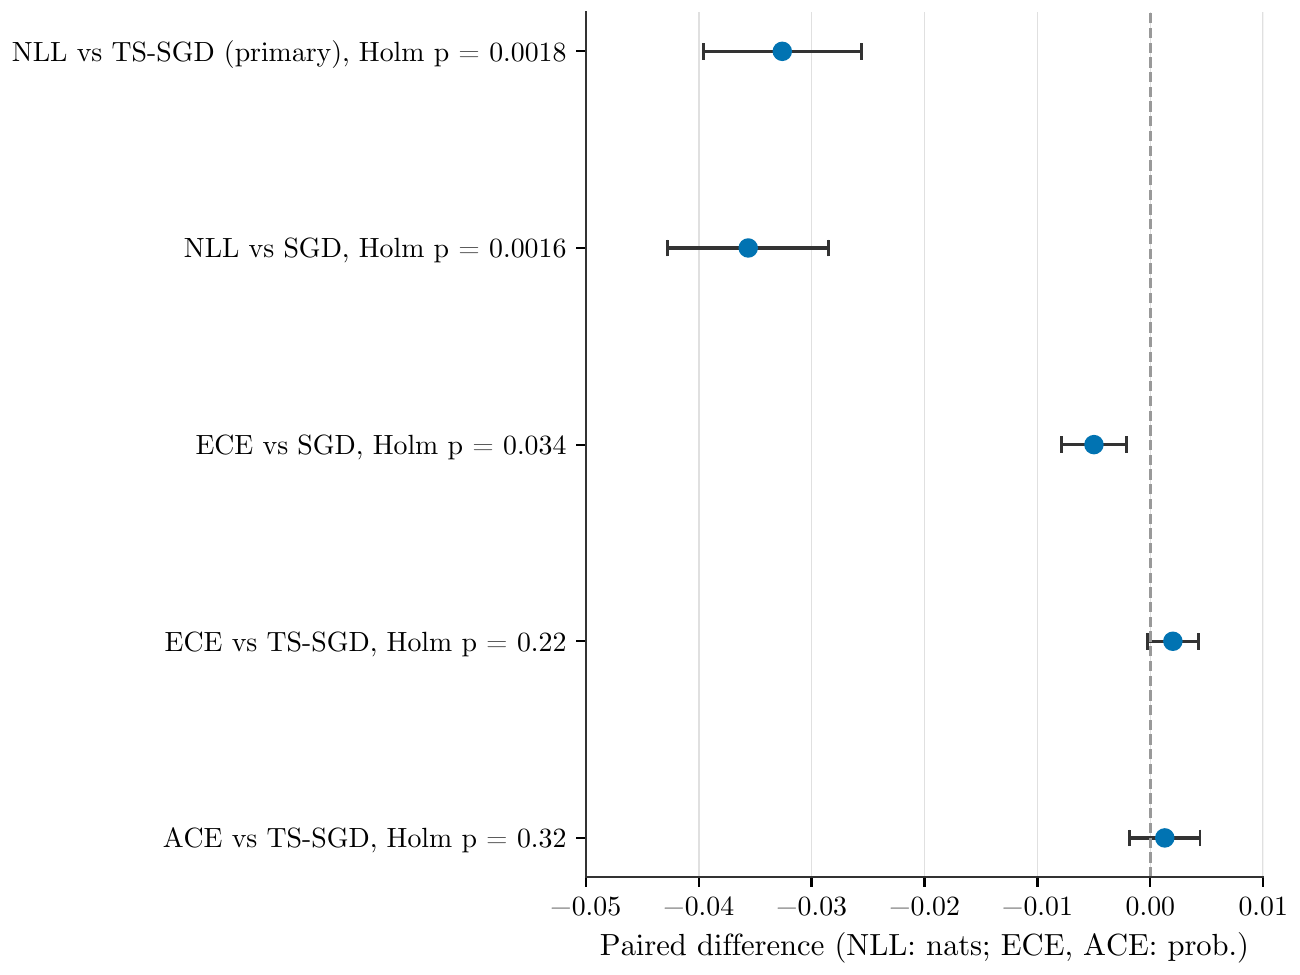 NLL vs TS-SGD (primary), Holm p = 0.0018
NLL vs SGD, Holm p = 0.0016
ECE vs SGD, Holm p = 0.034
ECE vs TS-SGD, Holm p = 0.22
ACE vs TS-SGD, Holm p = 0.32
−0.05 −0.04 −0.03 −0.02 −0.01 0.00 0.01
Paired difference (NLL: nats; ECE, ACE: prob.)